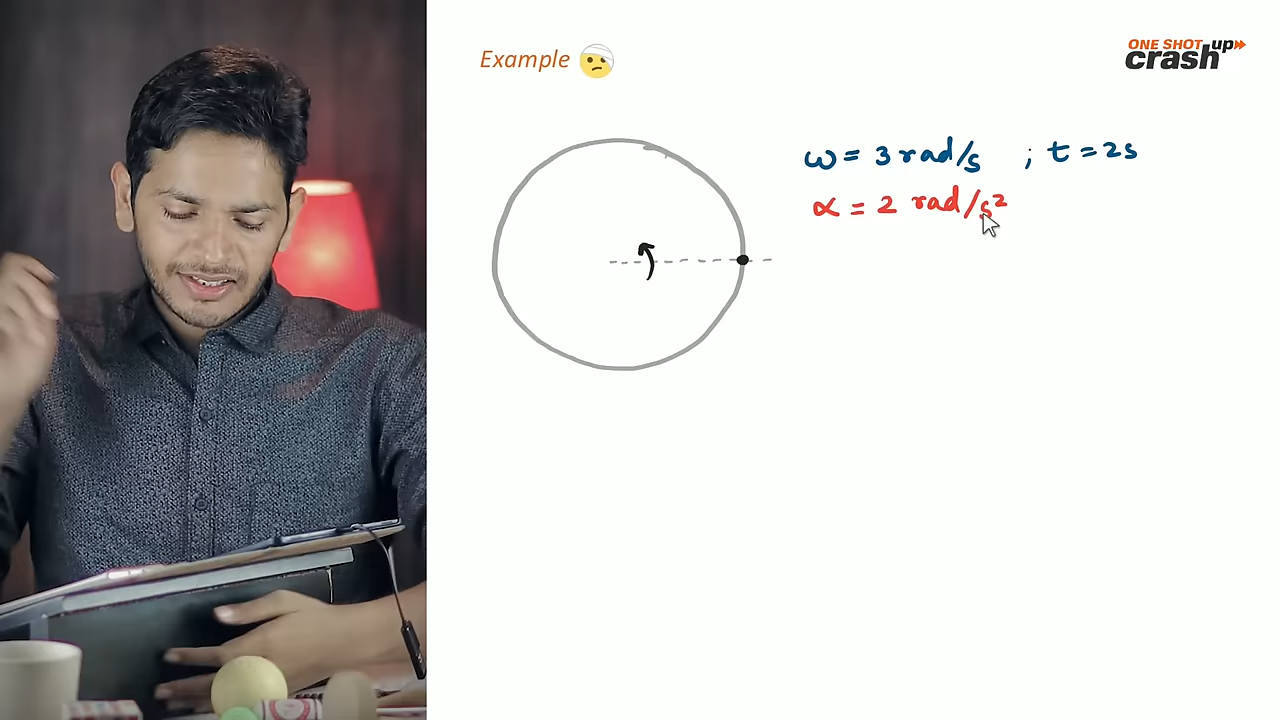 Example
ONE SHOT
crash up
ω = 3 rad/s ; t = 2s
α = 2 rad/s²